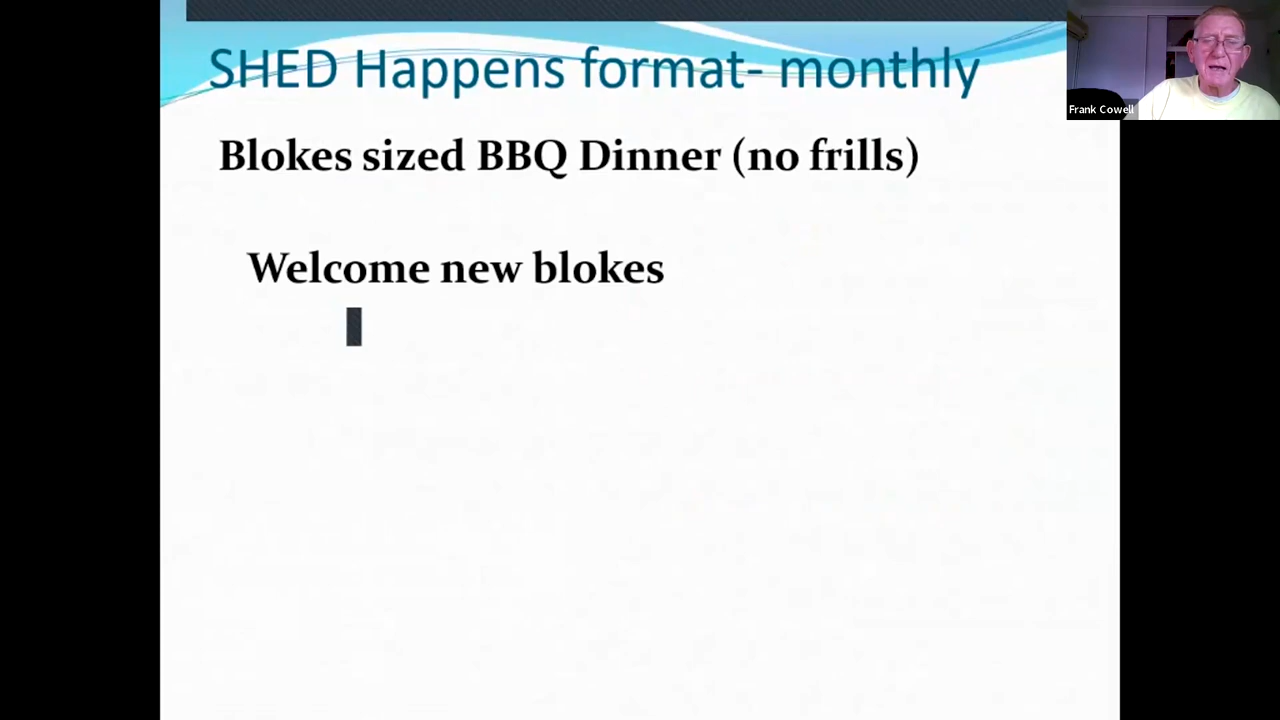 SHED Happens format- monthly
Frank Cowell
Blokes sized BBQ Dinner (no frills)
Welcome new blokes